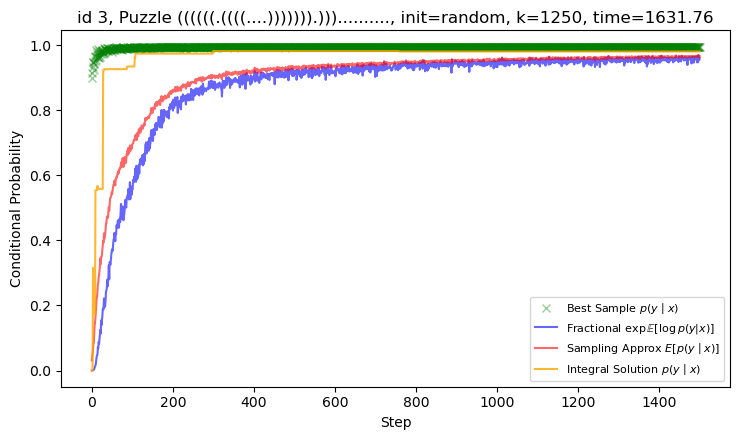 id 3, Puzzle ((((((.((((....))))))).))).........., init=random, k=1250, time=1631.76
Conditional Probability
1.0
0.8
0.6
0.4
0.2
0.0
0 200 400 600 800 1000 1200 1400
Step
Best Sample p(y | x)
Fractional exp𝔼[log p(y|x)]
Sampling Approx E[p(y | x)]
Integral Solution p(y | x)